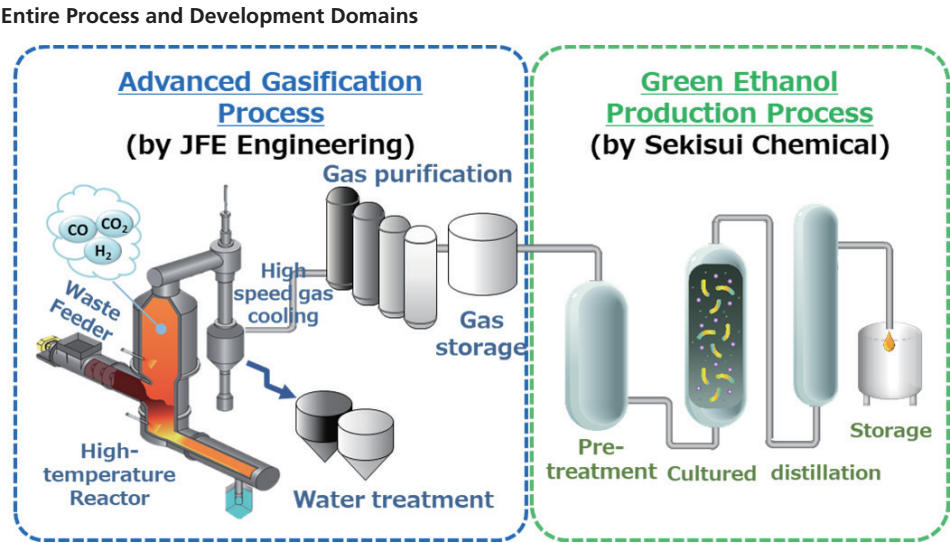 Entire Process and Development Domains
Advanced Gasification
Process
(by JFE Engineering)
Gas purification
CO
CO₂
H₂
Waste
Feeder
High
speed gas
cooling
Gas
storage
High-
temperature
Reactor
Water treatment
Green Ethanol
Production Process
(by Sekisui Chemical)
Pre-
treatment
Cultured
distillation
Storage